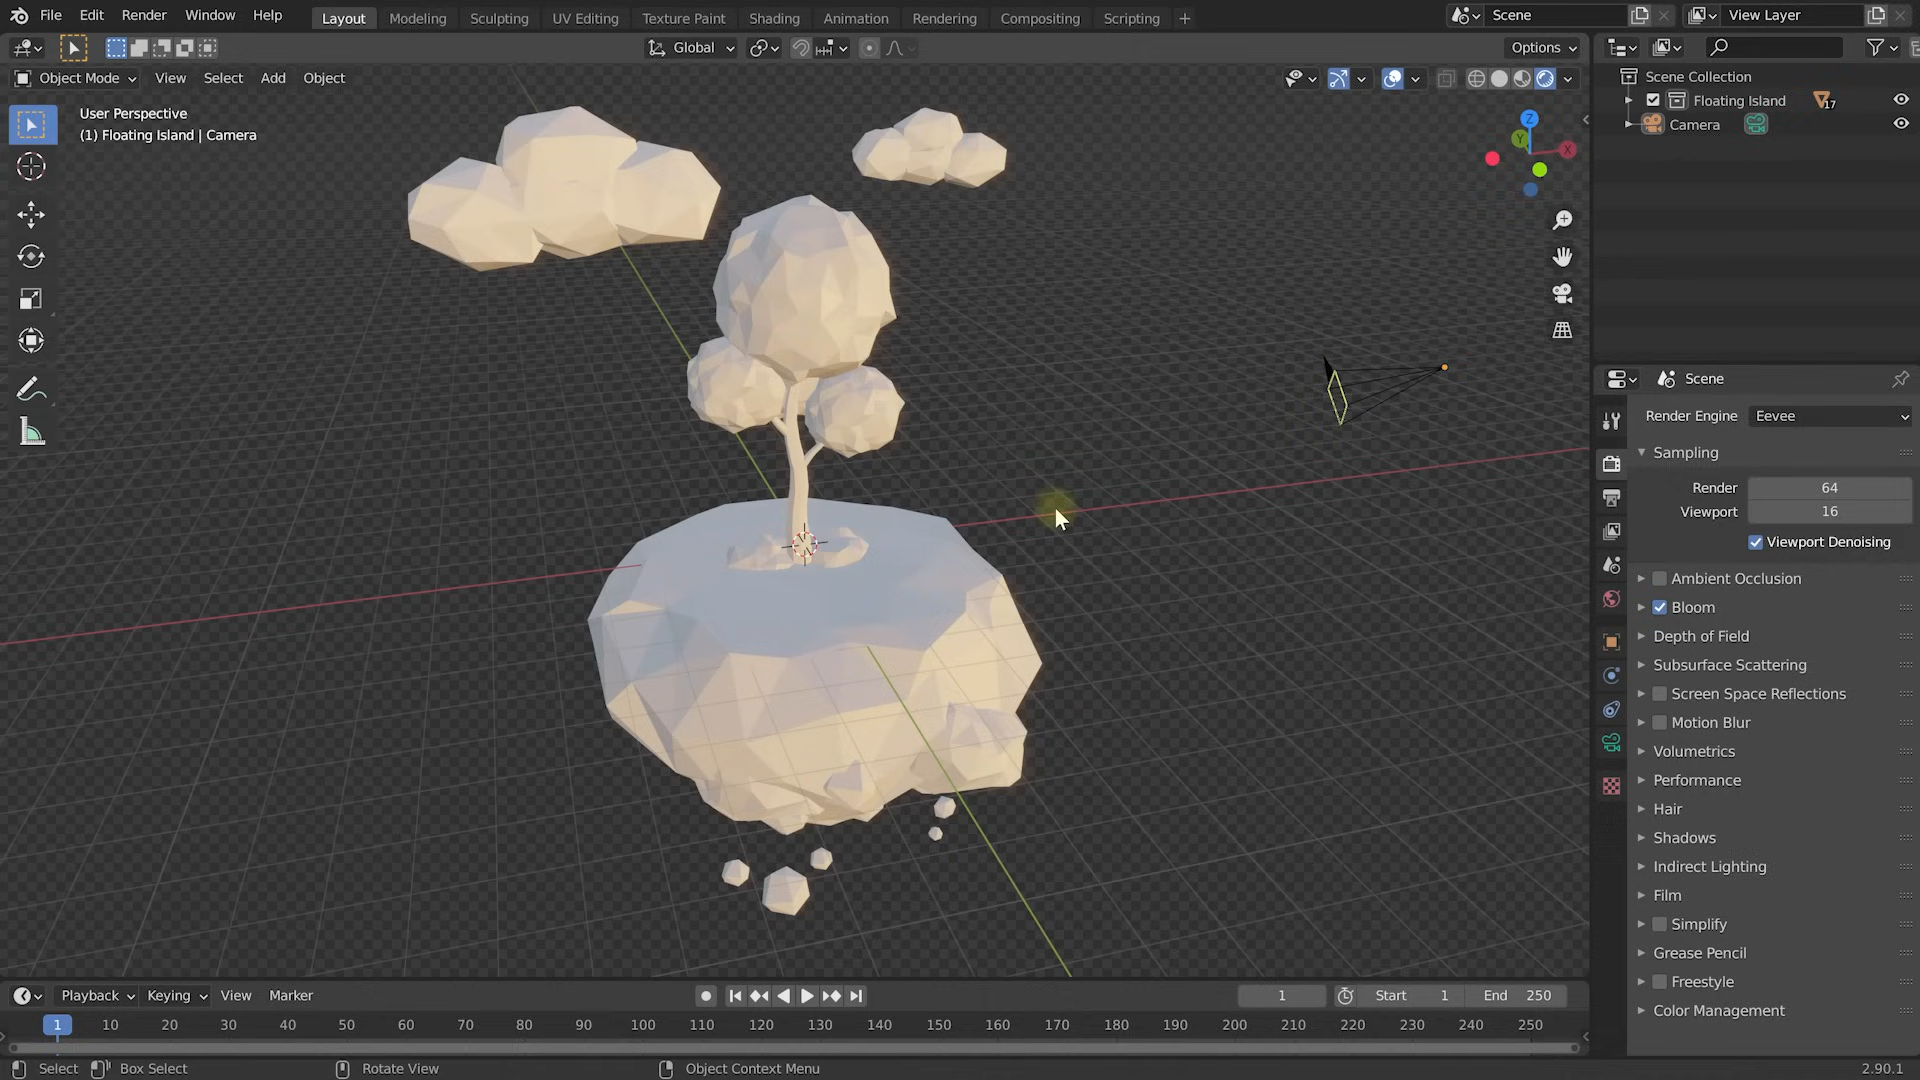 File Edit Render Window Help Layout Modeling Sculpting UV Editing Texture Paint Shading Animation Rendering Compositing Scripting + Scene View Layer
Global Options
Object Mode View Select Add Object
User Perspective
(1) Floating Island | Camera
Z
Y
X
Scene Collection
Floating Island 17
Camera
Scene
Render Engine Eevee
Sampling
Render 64
Viewport 16
Viewport Denoising
Ambient Occlusion
Bloom
Depth of Field
Subsurface Scattering
Screen Space Reflections
Motion Blur
Volumetrics
Performance
Hair
Shadows
Indirect Lighting
Film
Simplify
Grease Pencil
Freestyle
Color Management
Playback Keying View Marker 1 Start 1 End 250
1 10 20 30 40 50 60 70 80 90 100 110 120 130 140 150 160 170 180 190 200 210 220 230 240 250
Select Box Select Rotate View Object Context Menu 2.90.1